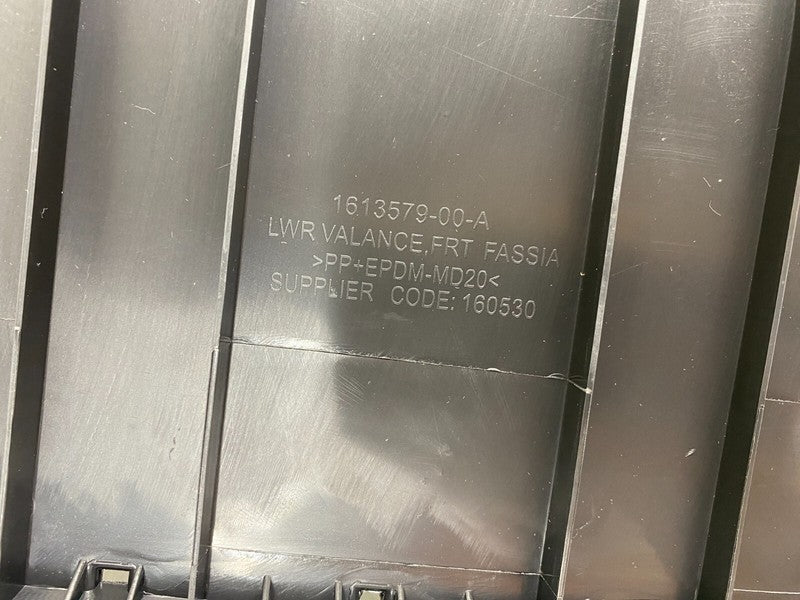 1613579-00-A
LWR VALANCE,FRT FASSIA
>PP+EPDM-MD20<
SUPPLIER CODE: 160530